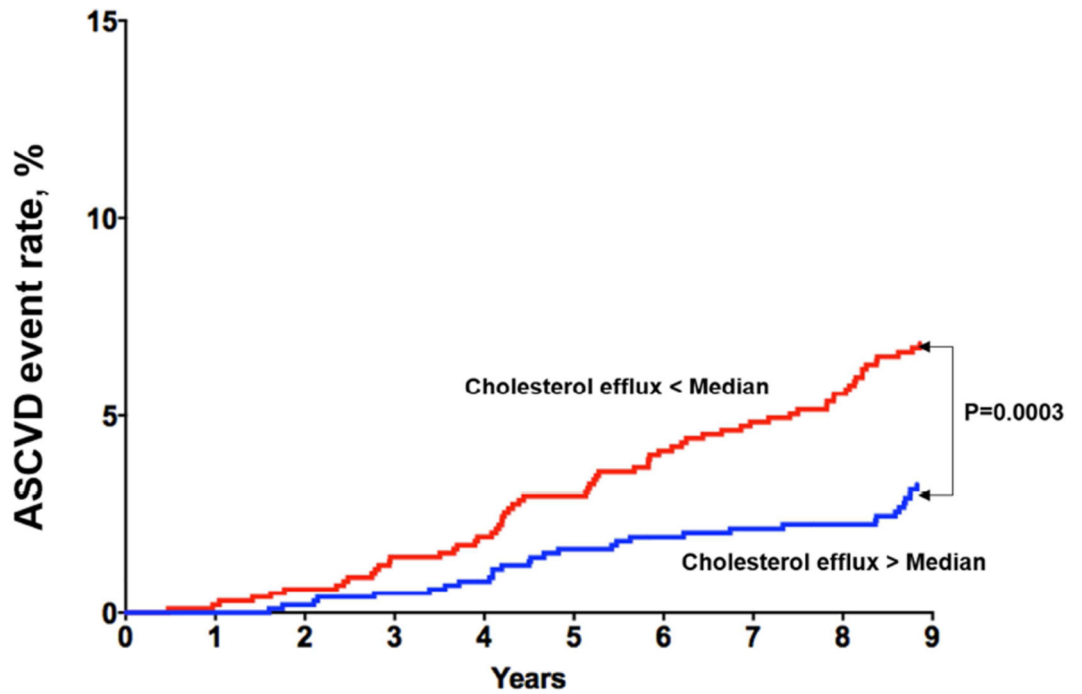 15
10
5
0
ASCVD event rate, %
Cholesterol efflux < Median
P=0.0003
Cholesterol efflux > Median
0 1 2 3 4 5 6 7 8 9
Years